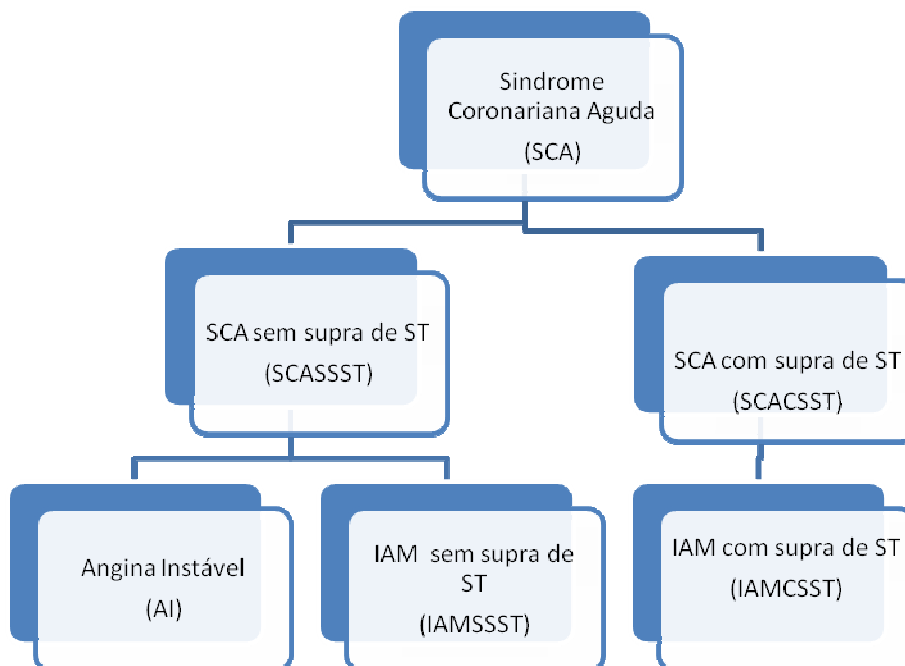 Sindrome
Coronariana Aguda
(SCA)
SCA sem supra de ST
(SCASSST)
SCA com supra de ST
(SCACSST)
Angina Instável
(AI)
IAM sem supra de
ST
(IAMSSST)
IAM com supra de ST
(IAMCSST)